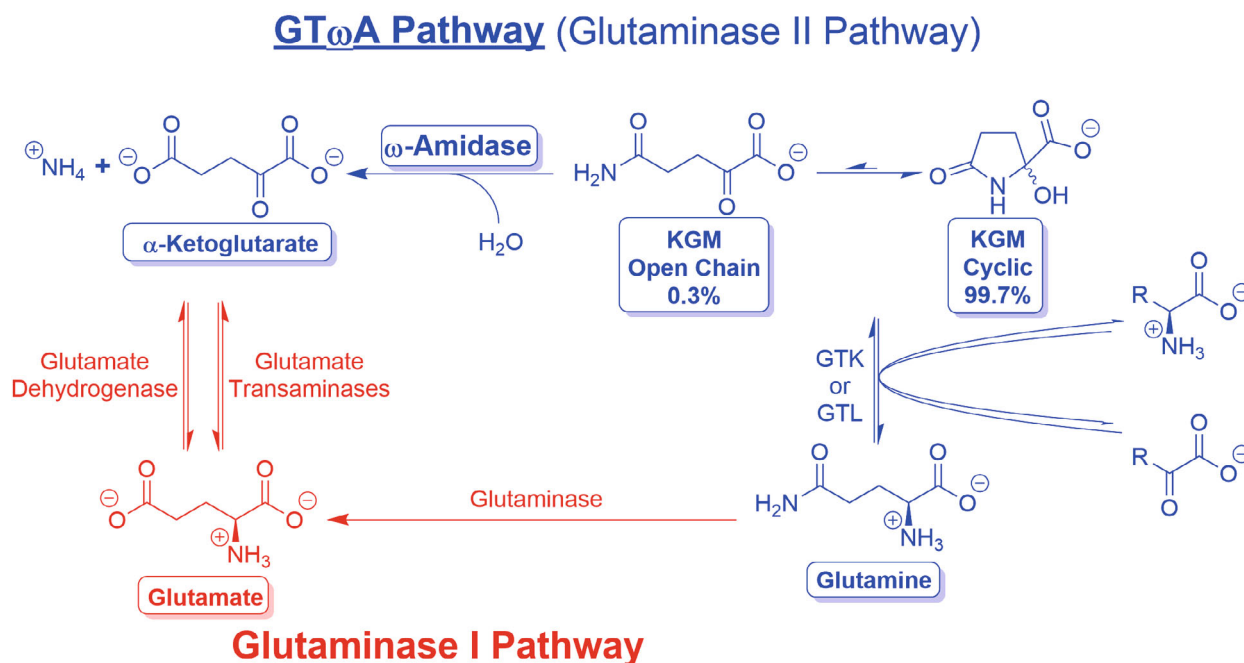 GTωA Pathway (Glutaminase II Pathway)
⊕
NH4 + ⊖O O O O O⊖
α-Ketoglutarate
ω-Amidase
H2O
O
H2N O O O⊖
KGM
Open Chain
0.3%
O
O⊖
O N OH
H
KGM
Cyclic
99.7%
R O O⊖
⊕
NH3
Glutamate
Dehydrogenase
Glutamate
Transaminases
GTK
or
GTL
R O O⊖
O
⊖O O O O⊖
⊕
NH3
Glutamate
Glutaminase
O O
H2N O⊖
⊕
NH3
Glutamine
Glutaminase I Pathway